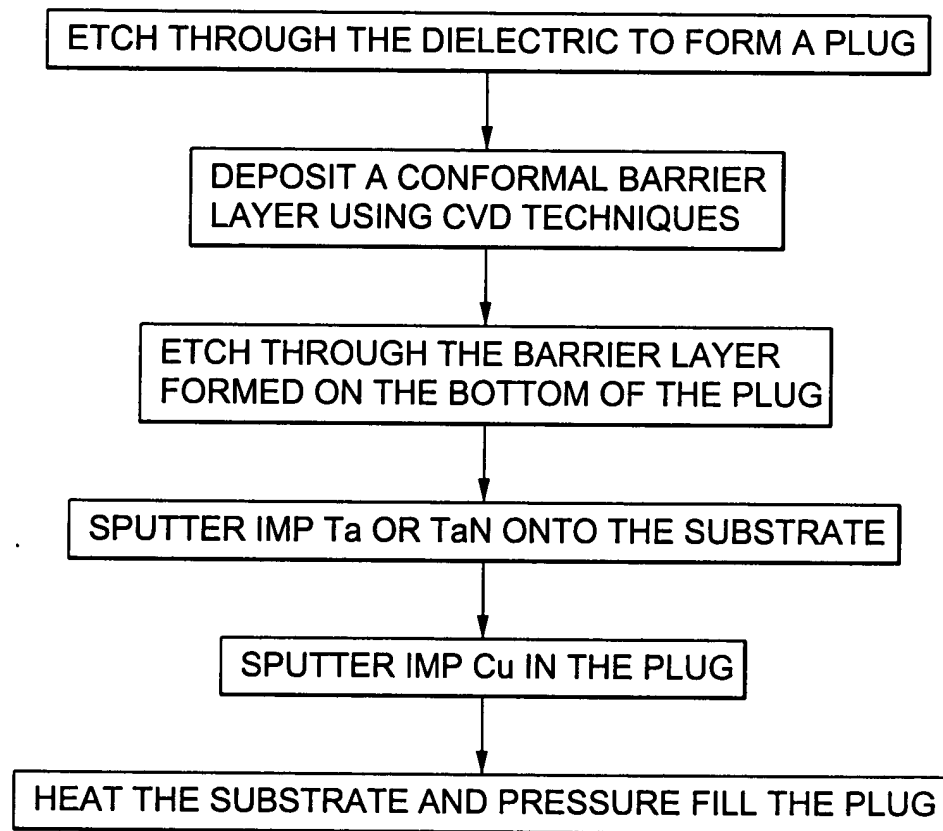 ETCH THROUGH THE DIELECTRIC TO FORM A PLUG
DEPOSIT A CONFORMAL BARRIER
LAYER USING CVD TECHNIQUES
ETCH THROUGH THE BARRIER LAYER
FORMED ON THE BOTTOM OF THE PLUG
SPUTTER IMP Ta OR TaN ONTO THE SUBSTRATE
SPUTTER IMP Cu IN THE PLUG
HEAT THE SUBSTRATE AND PRESSURE FILL THE PLUG